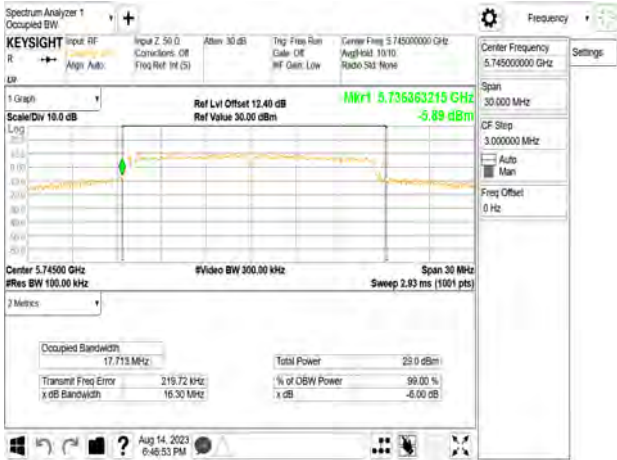 Spectrum Analyzer 1
Occupied BW
Frequency
KEYSIGHT
R
Input: RF
Align: Auto
Input Z: 50 Ω
Corrections: Off
Freq Ref: Int (S)
Atten: 30 dB
Trig: Free Run
Gate: Off
#IF Gain: Low
Center Freq: 5.745000000 GHz
Avg|Hold: 10/10
Radio Std: None
Center Frequency
5.745000000 GHz
Settings
Span
30.000 MHz
CF Step
3.000000 MHz
Auto
Man
Freq Offset
0 Hz
1 Graph
Scale/Div 10.0 dB
Log
Ref Lvl Offset 12.40 dB
Ref Value 30.00 dBm
Mkr1 5.736363215 GHz
-5.89 dBm
Center 5.74500 GHz
#Res BW 100.00 kHz
#Video BW 300.00 kHz
Span 30 MHz
Sweep 2.93 ms (1001 pts)
2 Metrics
Occupied Bandwidth
17.713 MHz
Total Power 29.0 dBm
Transmit Freq Error 219.72 kHz
% of OBW Power 99.00 %
x dB Bandwidth 16.30 MHz
x dB -6.00 dB
?
Aug 14, 2023
6:46:53 PM